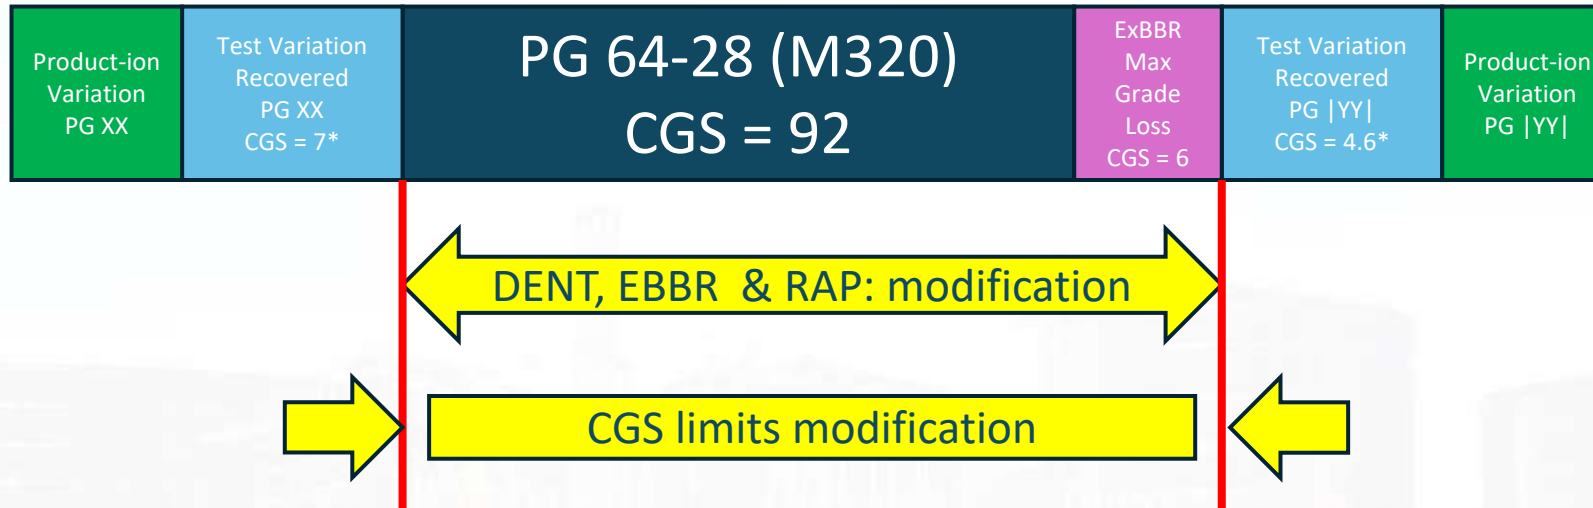 Product-ion
Variation
PG XX
Test Variation
Recovered
PG XX
CGS = 7*
PG 64-28 (M320)
CGS = 92
ExBBR
Max
Grade
Loss
CGS = 6
Test Variation
Recovered
PG |YY|
CGS = 4.6*
Product-ion
Variation
PG |YY|
DENT, EBBR & RAP: modification
CGS limits modification